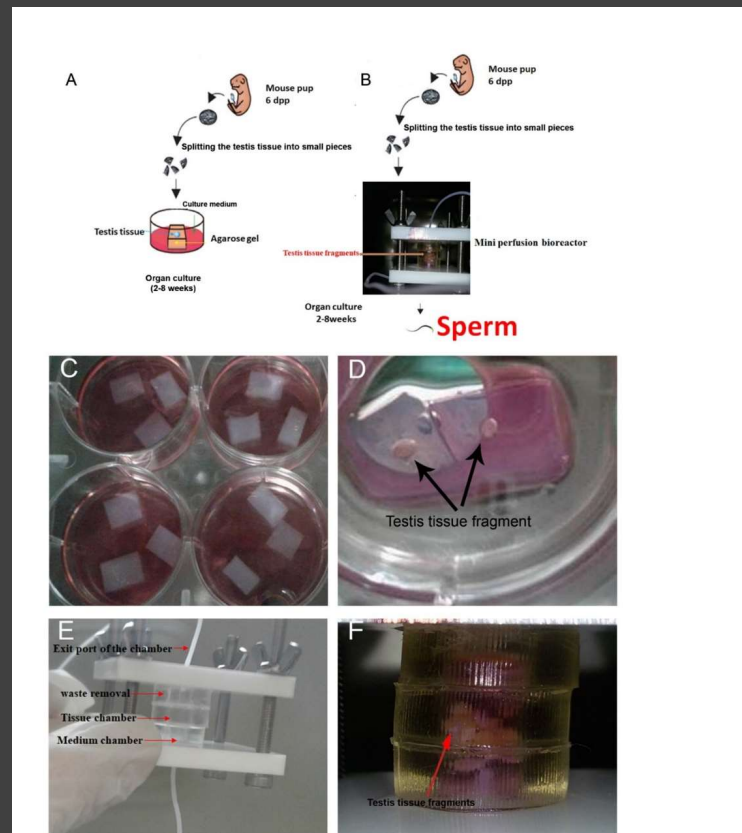 A
Mouse pup
6 dpp
Splitting the testis tissue into small pieces
Culture medium
Testis tissue
Agarose gel
Organ culture
(2-8 weeks)
B
Mouse pup
6 dpp
Splitting the testis tissue into small pieces
Testis tissue fragments
Mini perfusion bioreactor
Organ culture
2-8weeks
Sperm
C
D
Testis tissue fragment
E
Exit port of the chamber
waste removal
Tissue chamber
Medium chamber
F
Testis tissue fragments